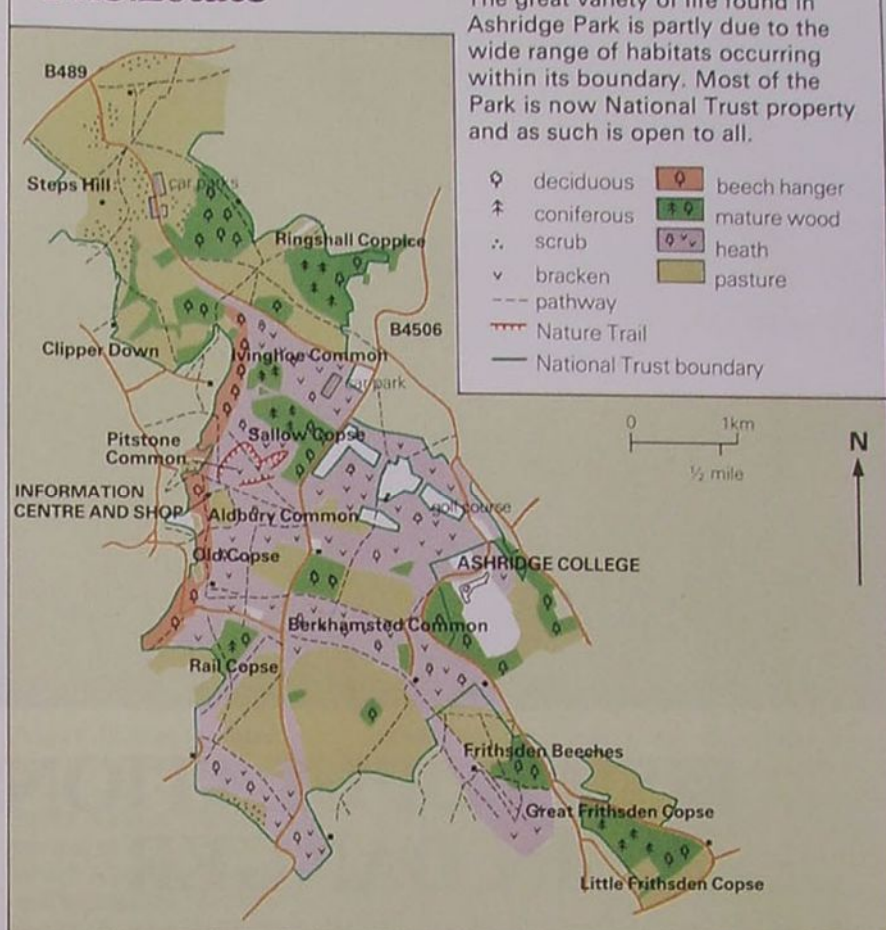 The great variety of life found in
Ashridge Park is partly due to the
wide range of habitats occurring
within its boundary. Most of the
Park is now National Trust property
and as such is open to all.
deciduous
coniferous
scrub
bracken
pathway
Nature Trail
National Trust boundary
beech hanger
mature wood
heath
pasture
B489
Steps Hill
car parks
Ringshall Coppice
B4506
Clipper Down
Ivinghoe Common
car park
Pitstone
Common
Sallow Copse
INFORMATION
CENTRE AND SHOP
Aldbury Common
golf course
Old Copse
ASHRIDGE COLLEGE
Berkhamsted Common
Rail Copse
Frithsden Beeches
Great Frithsden Copse
Little Frithsden Copse
0 1km
½ mile
N